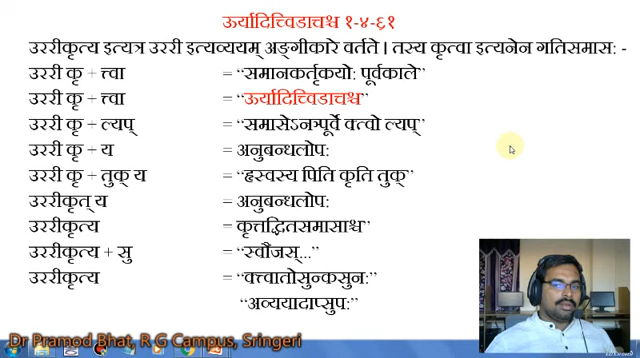 ऊर्यादिच्विडाचश्च १-४-६१
उररीकृत्य इत्यत्र उररी इत्यव्ययम् अङ्गीकारे वर्तते । तस्य कृत्वा इत्यनेन गतिसमास: -
उररी कृ + त्त्वा = “समानकर्तृकयो: पूर्वकाले”
उररी कृ + त्त्वा = “ऊर्यादिच्विडाचश्च”
उररी कृ + ल्यप् = “समासेऽनञ्पूर्वे क्त्वो ल्यप्”
उररी कृ + य = अनुबन्धलोप:
उररी कृ + तुक् य = “हृस्वस्य पिति कृति तुक्”
उररीकृत् य = अनुबन्धलोप:
उररीकृत्य = कृत्तद्धितसमासाश्च”
उररीकृत्य + सु = “स्वौजस्...”
उररीकृत्य = “क्त्वातोसुन्कसुन:”
“अव्ययादाप्सुप:”
Dr Pramod Bhat, R G Campus, Sringeri